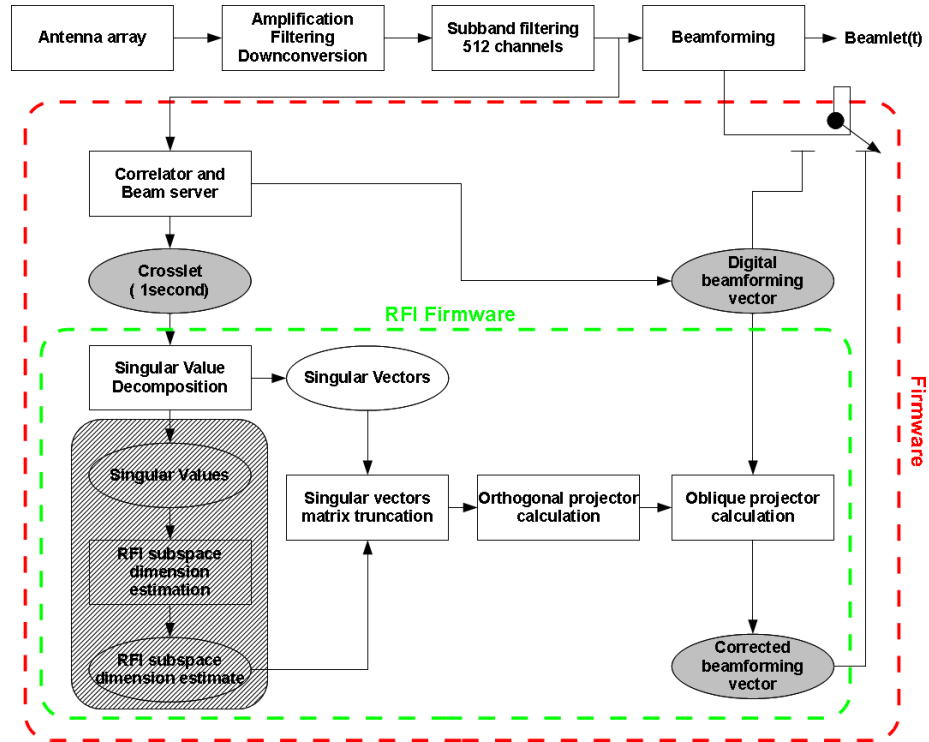 Antenna array
Amplification
Filtering
Downconversion
Subband filtering
512 channels
Beamforming
Beamlet(t)
Correlator and
Beam server
Crosslet
( 1second)
Digital
beamforming
vector
RFI Firmware
Singular Value
Decomposition
Singular Vectors
Firmware
Singular Values
Singular vectors
matrix truncation
Orthogonal projector
calculation
Oblique projector
calculation
RFI subspace
dimension
estimation
RFI subspace
dimension estimate
Corrected
beamforming
vector